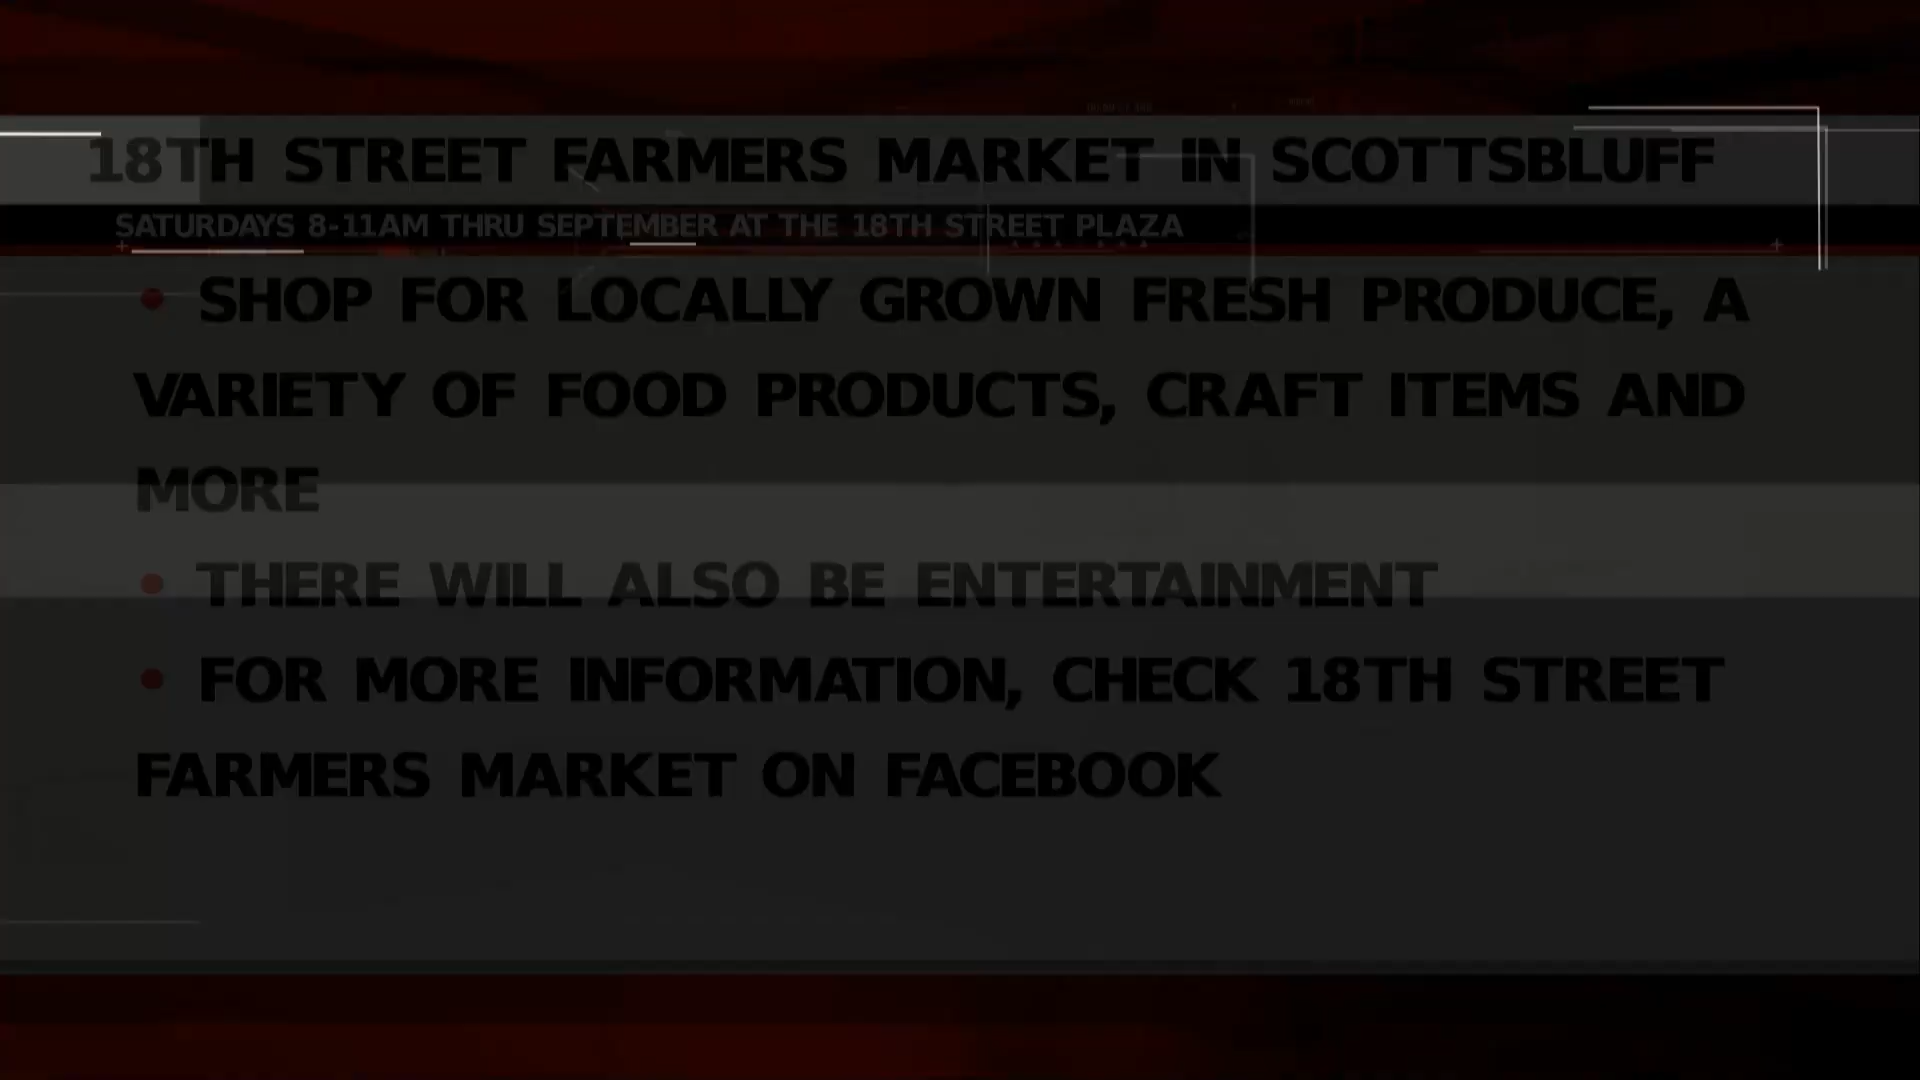 18TH STREET FARMERS MARKET IN SCOTTSBLUFF
SATURDAYS 8-11AM THRU SEPTEMBER AT THE 18TH STREET PLAZA
• SHOP FOR LOCALLY GROWN FRESH PRODUCE, A
VARIETY OF FOOD PRODUCTS, CRAFT ITEMS AND
MORE
• THERE WILL ALSO BE ENTERTAINMENT
• FOR MORE INFORMATION, CHECK 18TH STREET
FARMERS MARKET ON FACEBOOK